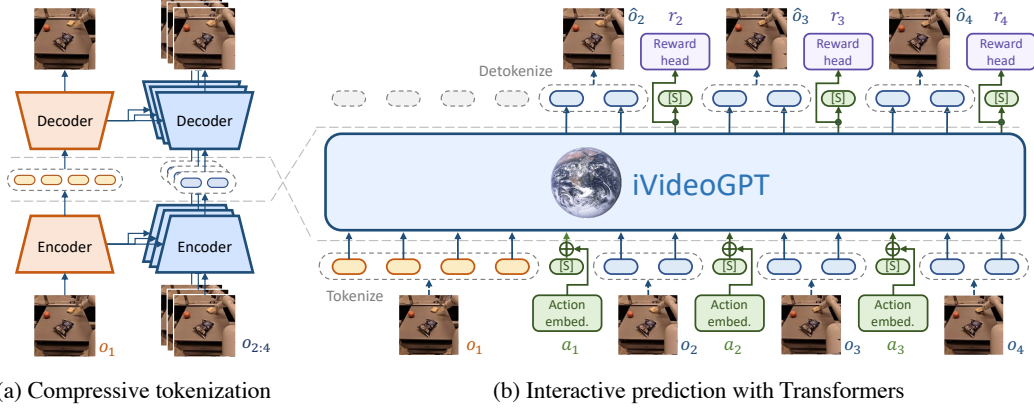 ô₂ r₂ ô₃ r₃ ô₄ r₄
Reward head Reward head Reward head
Detokenize
Decoder Decoder
[S] [S] [S]
iVideoGPT
Encoder Encoder
[S] [S] [S]
Tokenize
Action embed. Action embed. Action embed.
o₁ o₂:₄
o₁ a₁ o₂ a₂ o₃ a₃ o₄
(a) Compressive tokenization
(b) Interactive prediction with Transformers